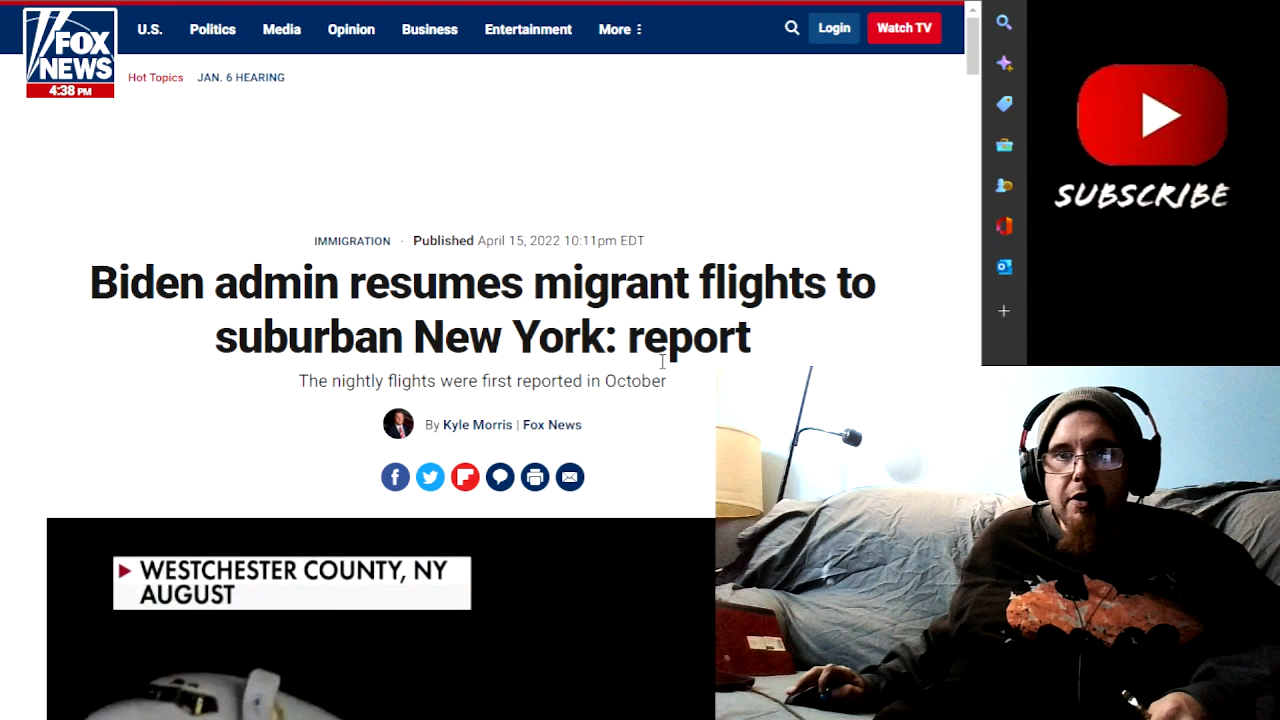 FOX
NEWS
4:38 PM
U.S. Politics Media Opinion Business Entertainment More Login Watch TV
Hot Topics JAN. 6 HEARING
IMMIGRATION · Published April 15, 2022 10:11pm EDT
Biden admin resumes migrant flights to
suburban New York: report
The nightly flights were first reported in October
By Kyle Morris | Fox News
WESTCHESTER COUNTY, NY
AUGUST
SUBSCRIBE